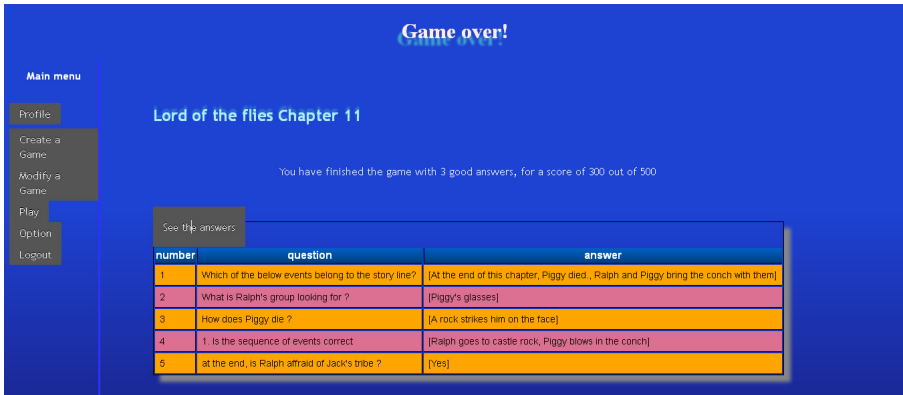 Game over!
Main menu
Profile
Create a
Game
Modify a
Game
Play
Option
Logout
Lord of the flies Chapter 11
You have finished the game with 3 good answers, for a score of 300 out of 500
See the answers
number question answer
1 Which of the below events belong to the story line? [At the end of this chapter, Piggy died., Ralph and Piggy bring the conch with them]
2 What is Ralph's group looking for ? [Piggy's glasses]
3 How does Piggy die ? [A rock strikes him on the face]
4 1. Is the sequence of events correct [Ralph goes to castle rock, Piggy blows in the conch]
5 at the end, is Ralph affraid of Jack's tribe ? [Yes]